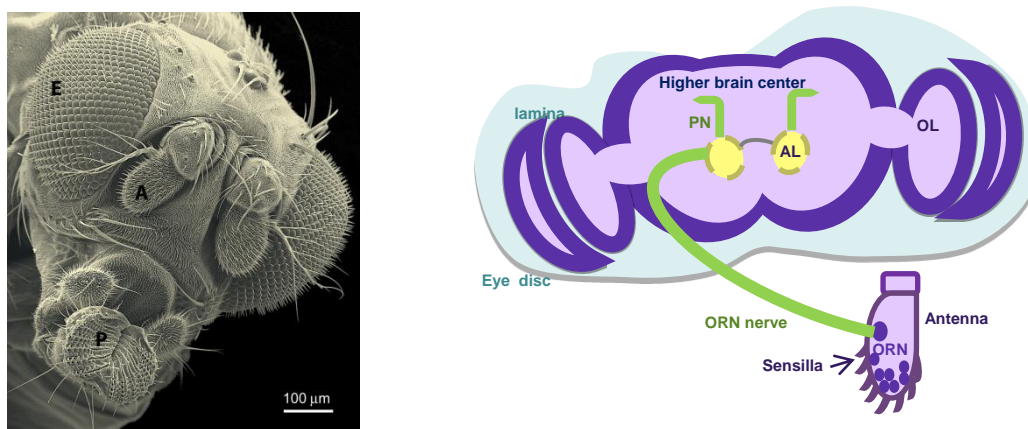 E
A
P
100 μm
Higher brain center
lamina
PN
AL
OL
Eye disc
ORN nerve
Antenna
ORN
Sensilla